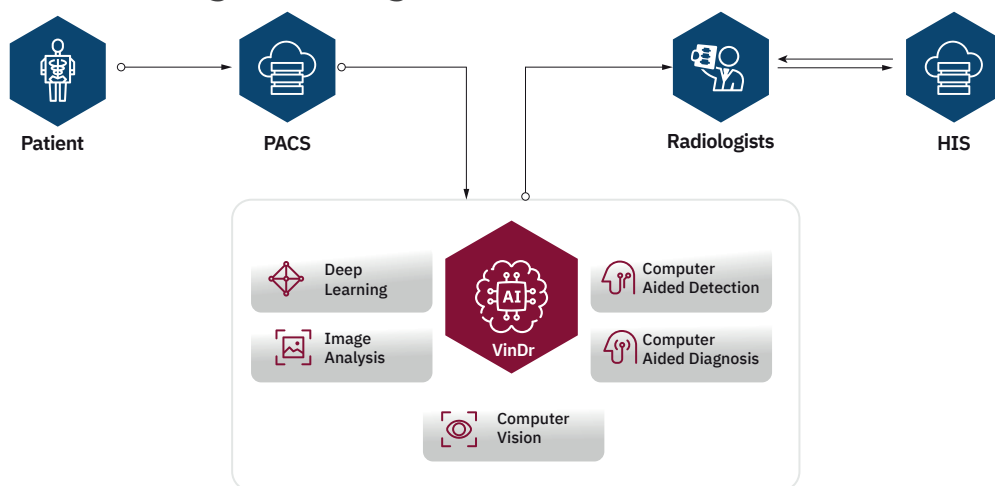 Patient
PACS
Radiologists
HIS
Deep
Learning
Image
Analysis
AI
VinDr
Computer
Aided Detection
Computer
Aided Diagnosis
Computer
Vision